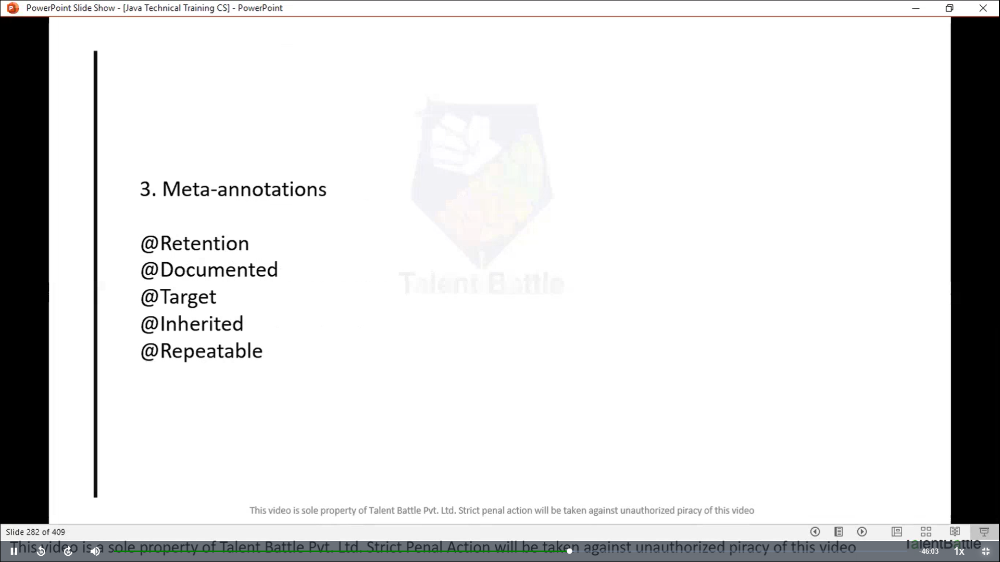 PowerPoint Slide Show - [Java Technical Training CS] - PowerPoint
3. Meta-annotations
@Retention
@Documented
@Target
@Inherited
@Repeatable
Talent Battle
This video is sole property of Talent Battle Pvt. Ltd. Strict penal action will be taken against unauthorized piracy of this video
Slide 282 of 409
This video is a sole property of Talent Battle Pvt. Ltd. Strict Penal Action will be taken against unauthorized piracy of this video
TalentBattle
-46:03
1x